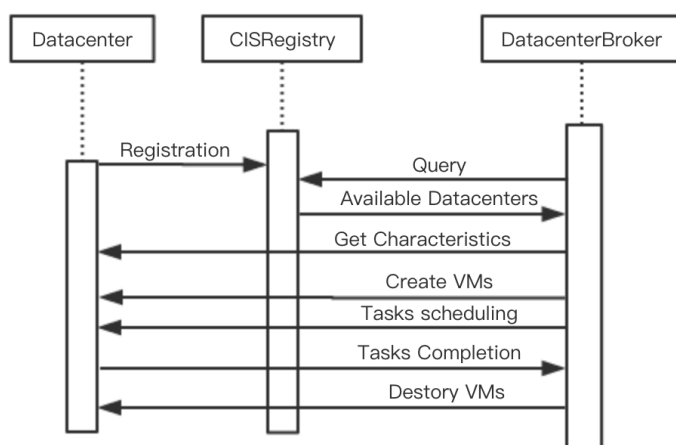 Datacenter
CISRegistry
DatacenterBroker
Registration
Query
Available Datacenters
Get Characteristics
Create VMs
Tasks scheduling
Tasks Completion
Destory VMs